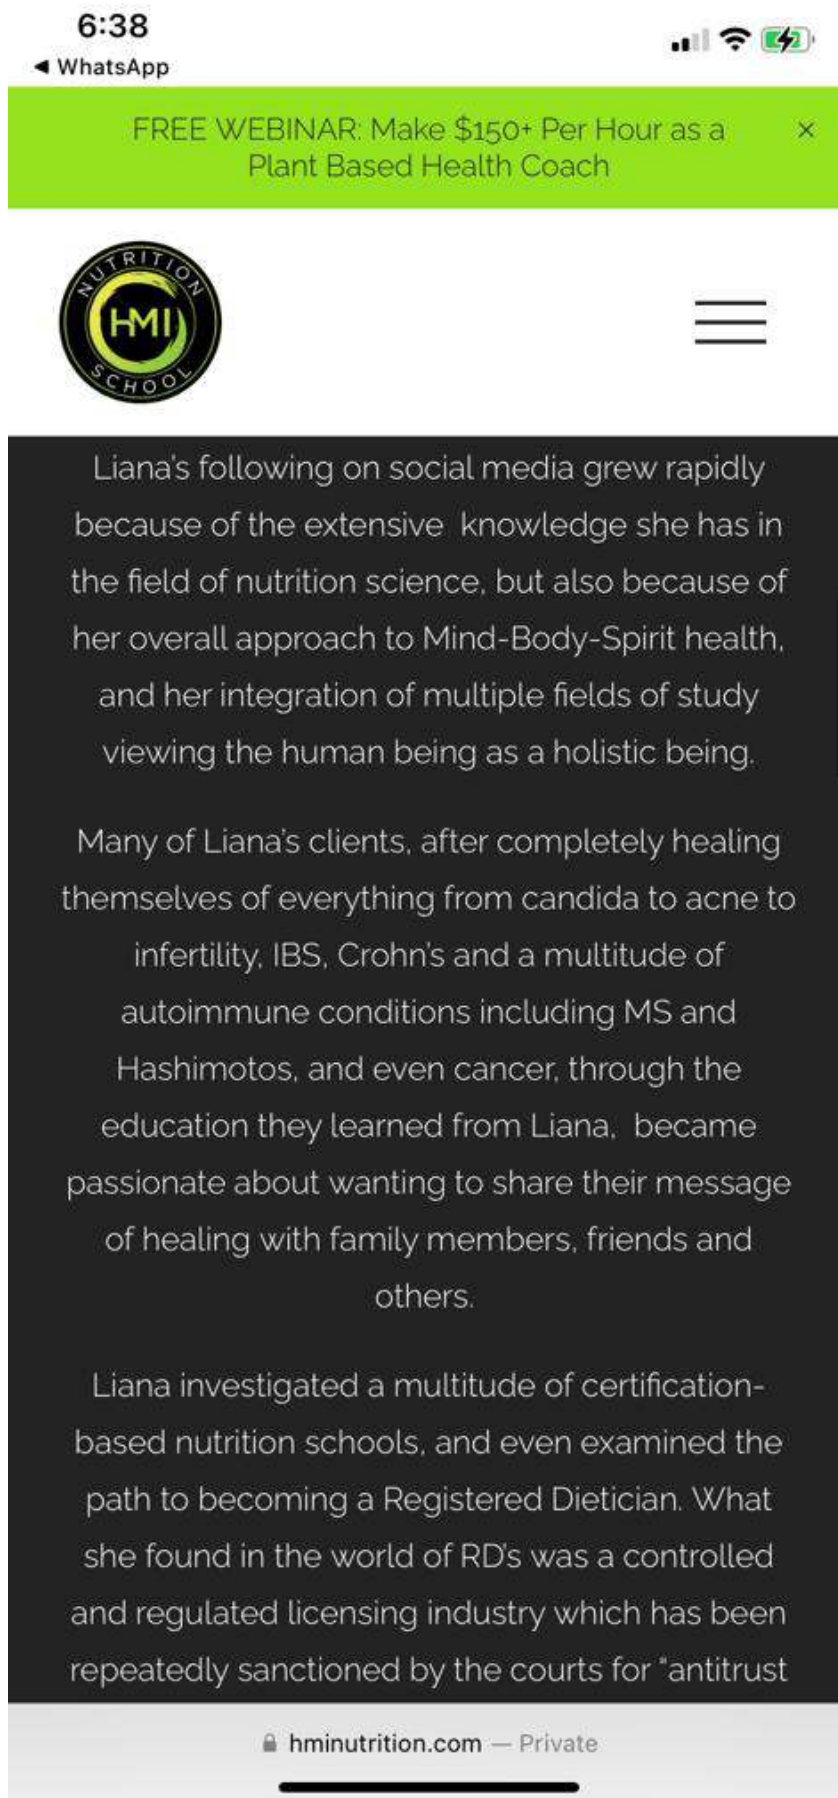 6:38
◀ WhatsApp
FREE WEBINAR: Make $150+ Per Hour as a
Plant Based Health Coach
×
NUTRITION
HMI
SCHOOL
Liana's following on social media grew rapidly
because of the extensive  knowledge she has in
the field of nutrition science, but also because of
her overall approach to Mind-Body-Spirit health,
and her integration of multiple fields of study
viewing the human being as a holistic being.
Many of Liana's clients, after completely healing
themselves of everything from candida to acne to
infertility, IBS, Crohn's and a multitude of
autoimmune conditions including MS and
Hashimotos, and even cancer, through the
education they learned from Liana,  became
passionate about wanting to share their message
of healing with family members, friends and
others.
Liana investigated a multitude of certification-
based nutrition schools, and even examined the
path to becoming a Registered Dietician. What
she found in the world of RD's was a controlled
and regulated licensing industry which has been
repeatedly sanctioned by the courts for "antitrust
hminutrition.com — Private